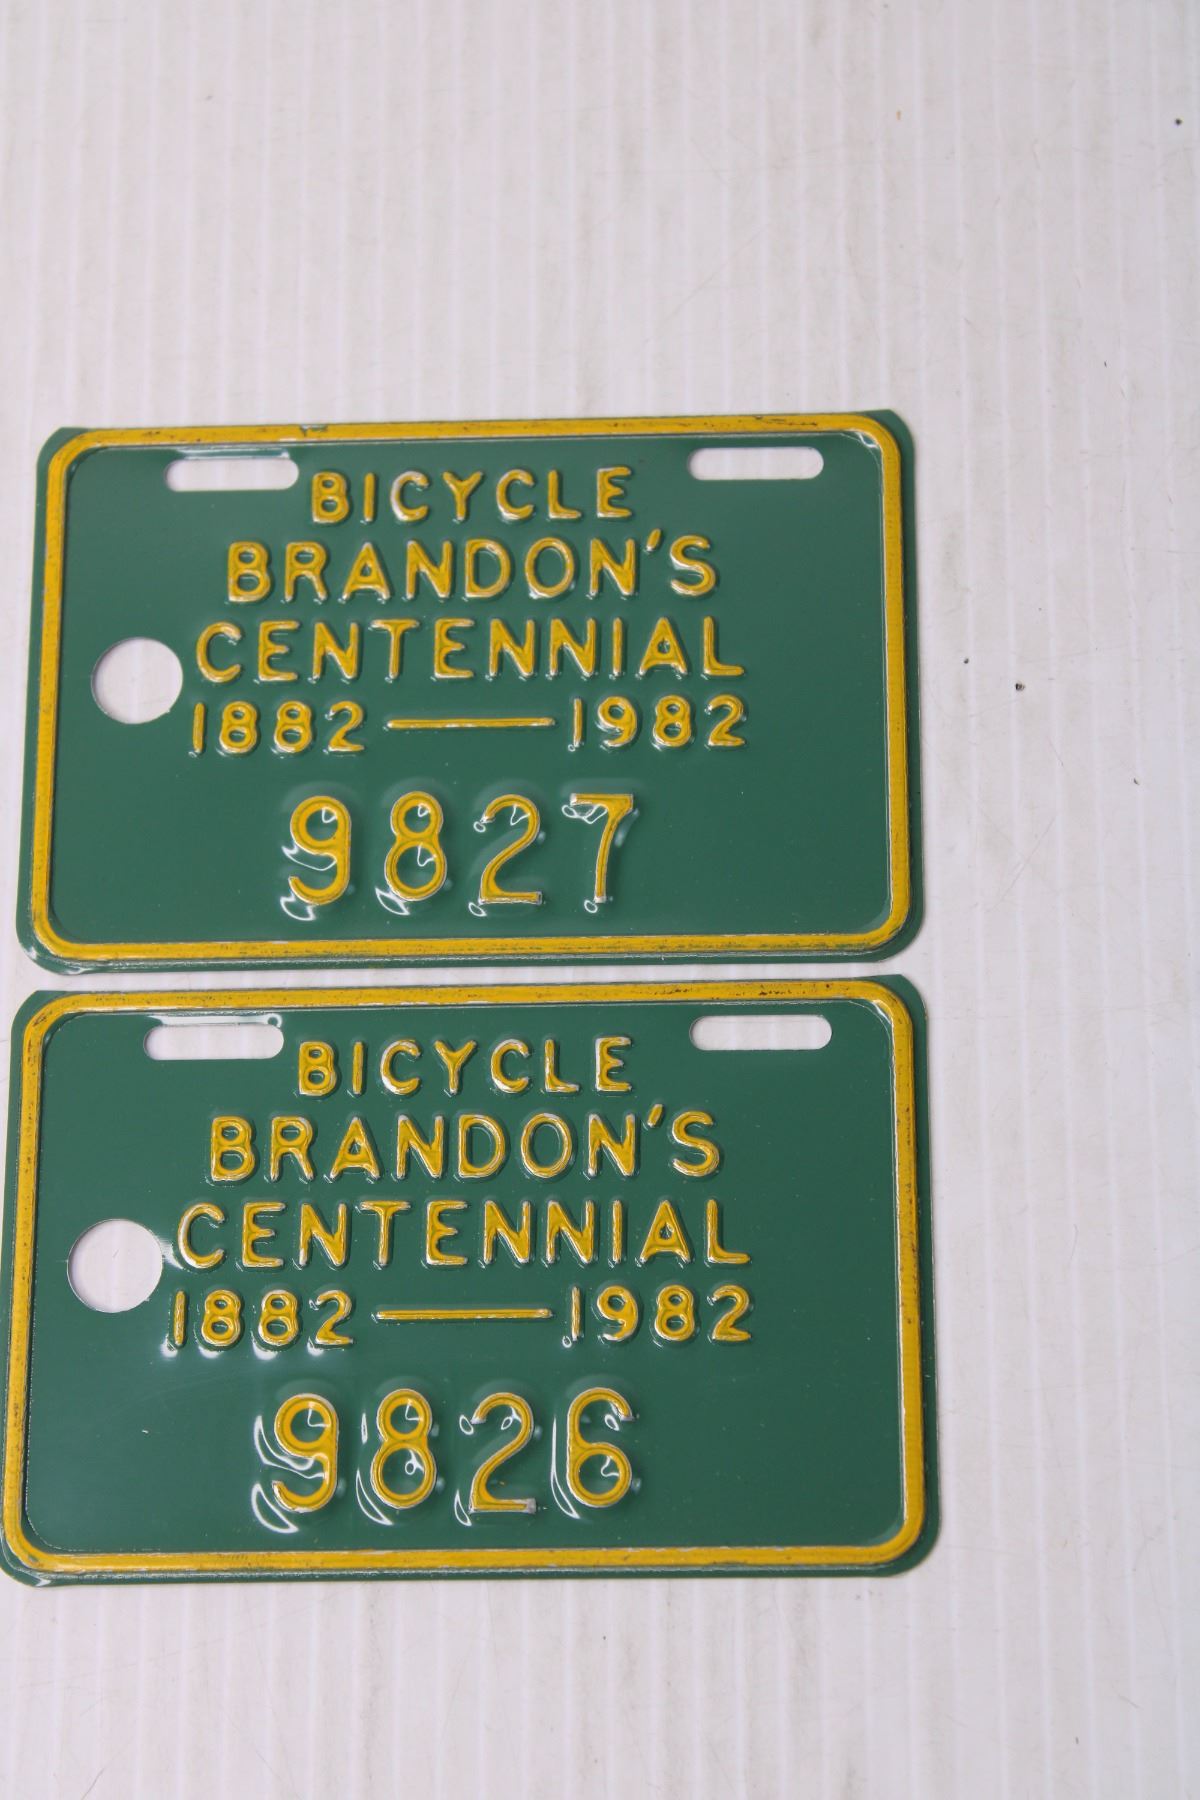 BICYCLE
BRANDON'S
CENTENNIAL
1882 — 1982
9827
BICYCLE
BRANDON'S
CENTENNIAL
1882 — 1982
9826